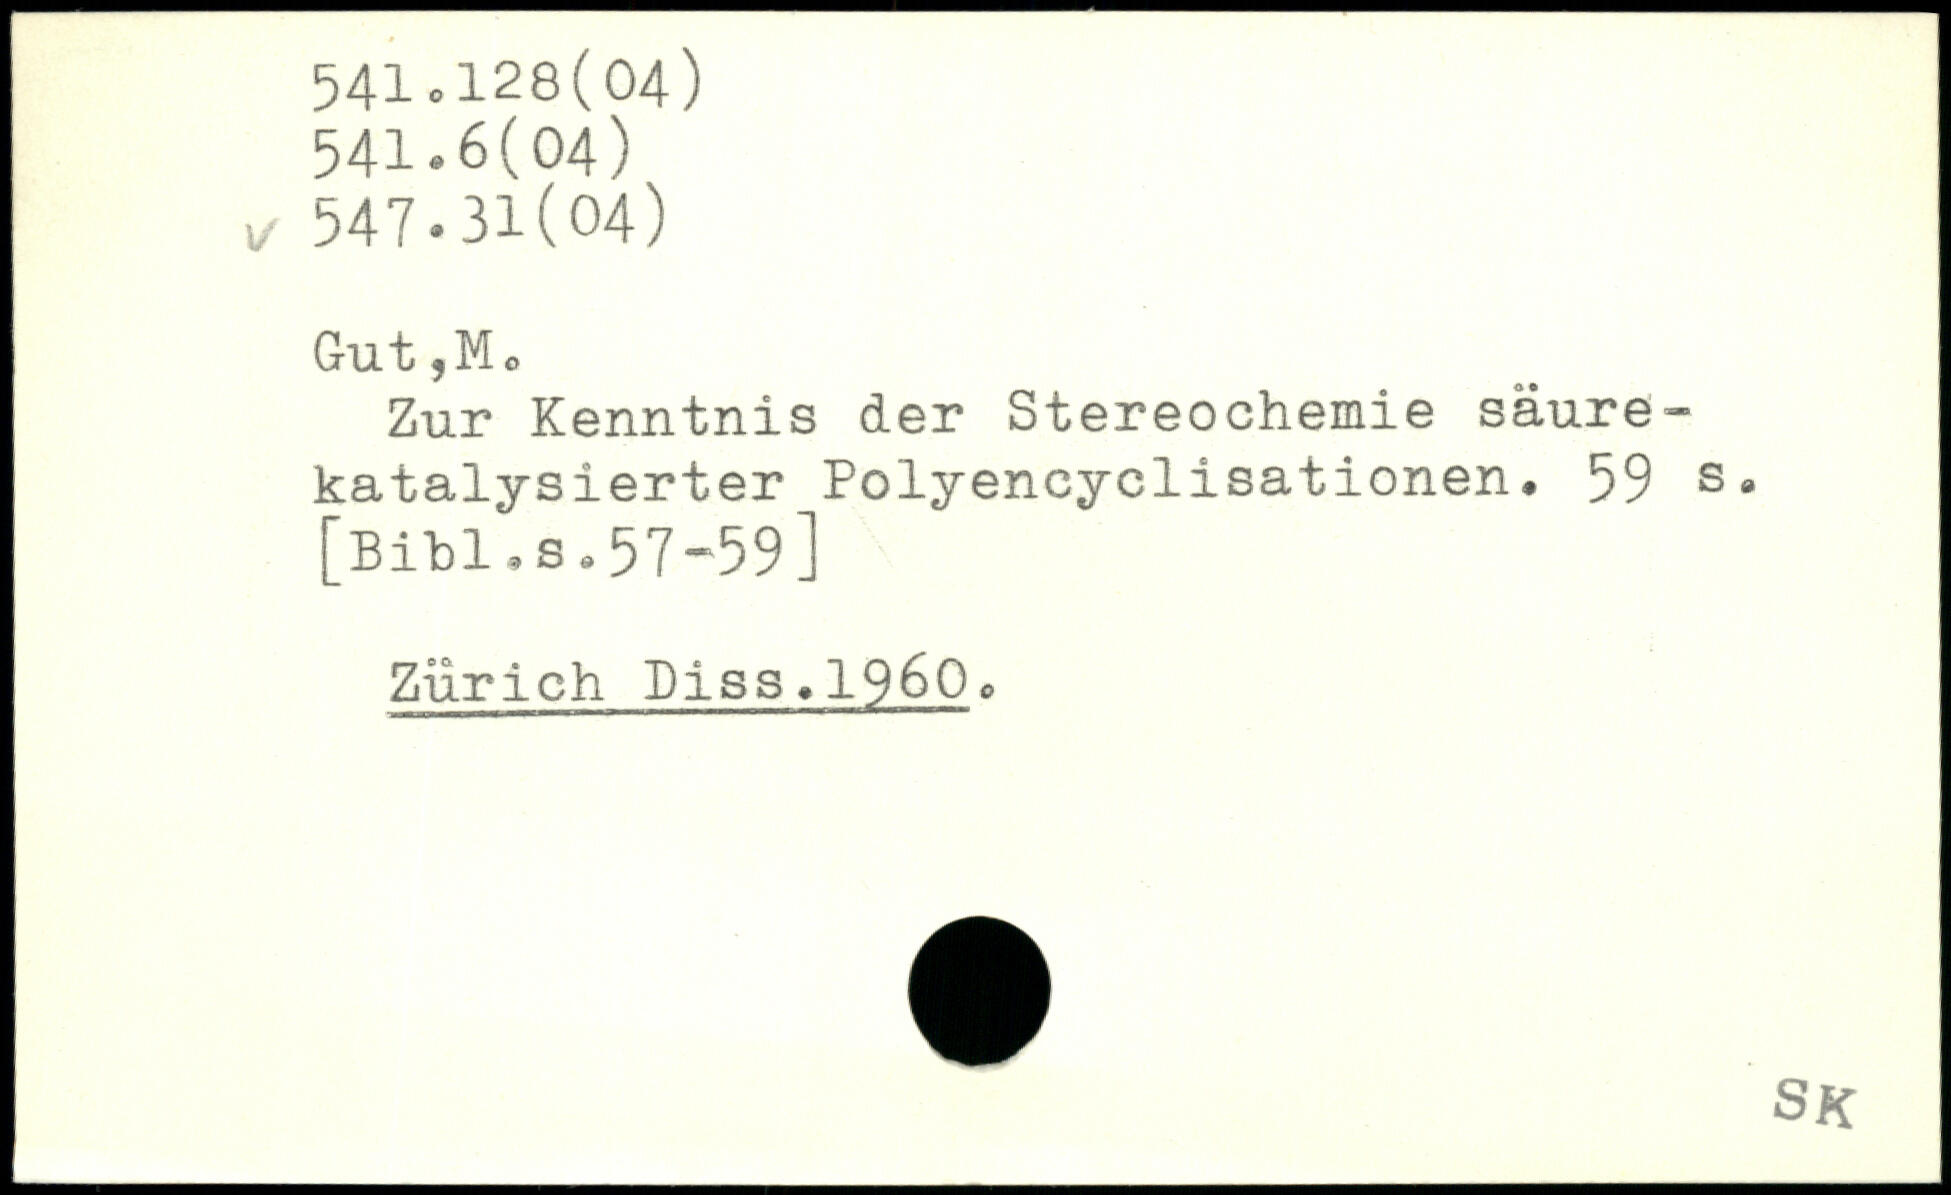 541.128(04)
541.6(04)
v 547.31(04)
Gut,M.
Zur Kenntnis der Stereochemie säure-
katalysierter Polyencyclisationen. 59 s.
[Bibl.s.57-59]
Zürich Diss.1960.
SK